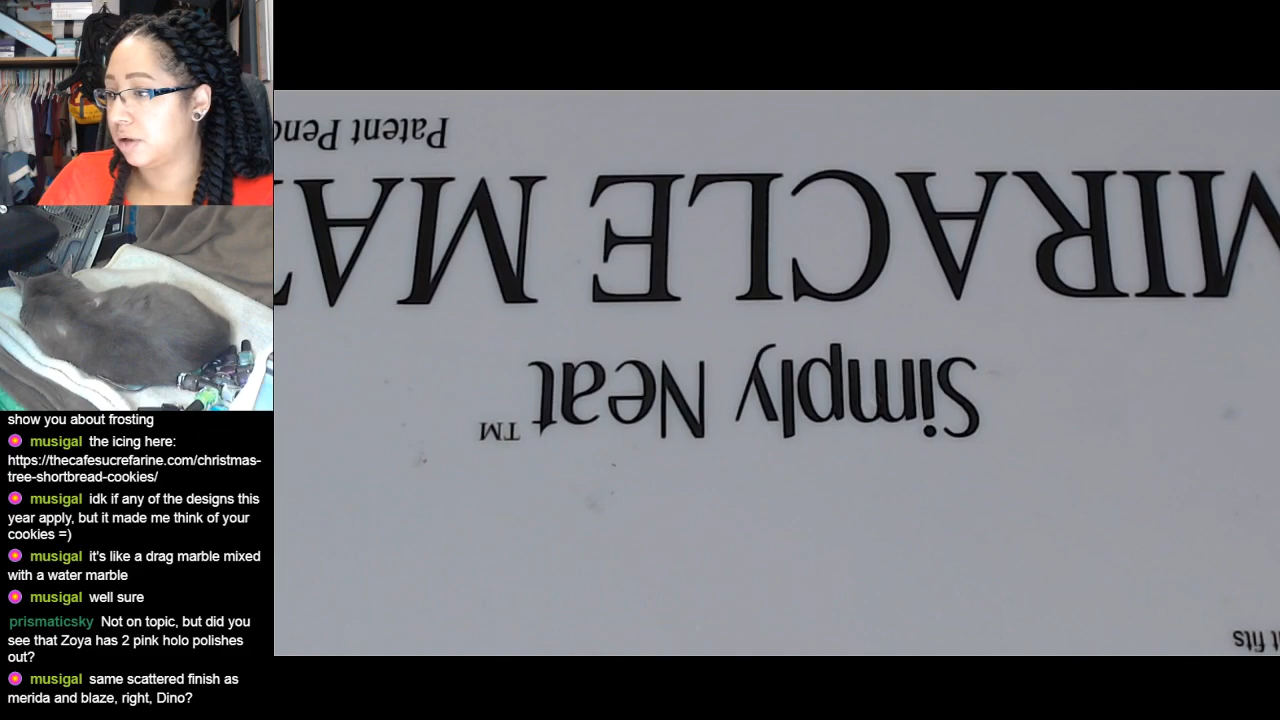 show you about frosting
musigal the icing here:
https://thecafesucrefarine.com/christmas-
tree-shortbread-cookies/
musigal idk if any of the designs this
year apply, but it made me think of your
cookies =)
musigal it's like a drag marble mixed
with a water marble
musigal well sure
prismaticsky Not on topic, but did you
see that Zoya has 2 pink holo polishes
out?
musigal same scattered finish as
merida and blaze, right, Dino?
t fits
Simply Neat™
MIRACLE MA
Patent Pend